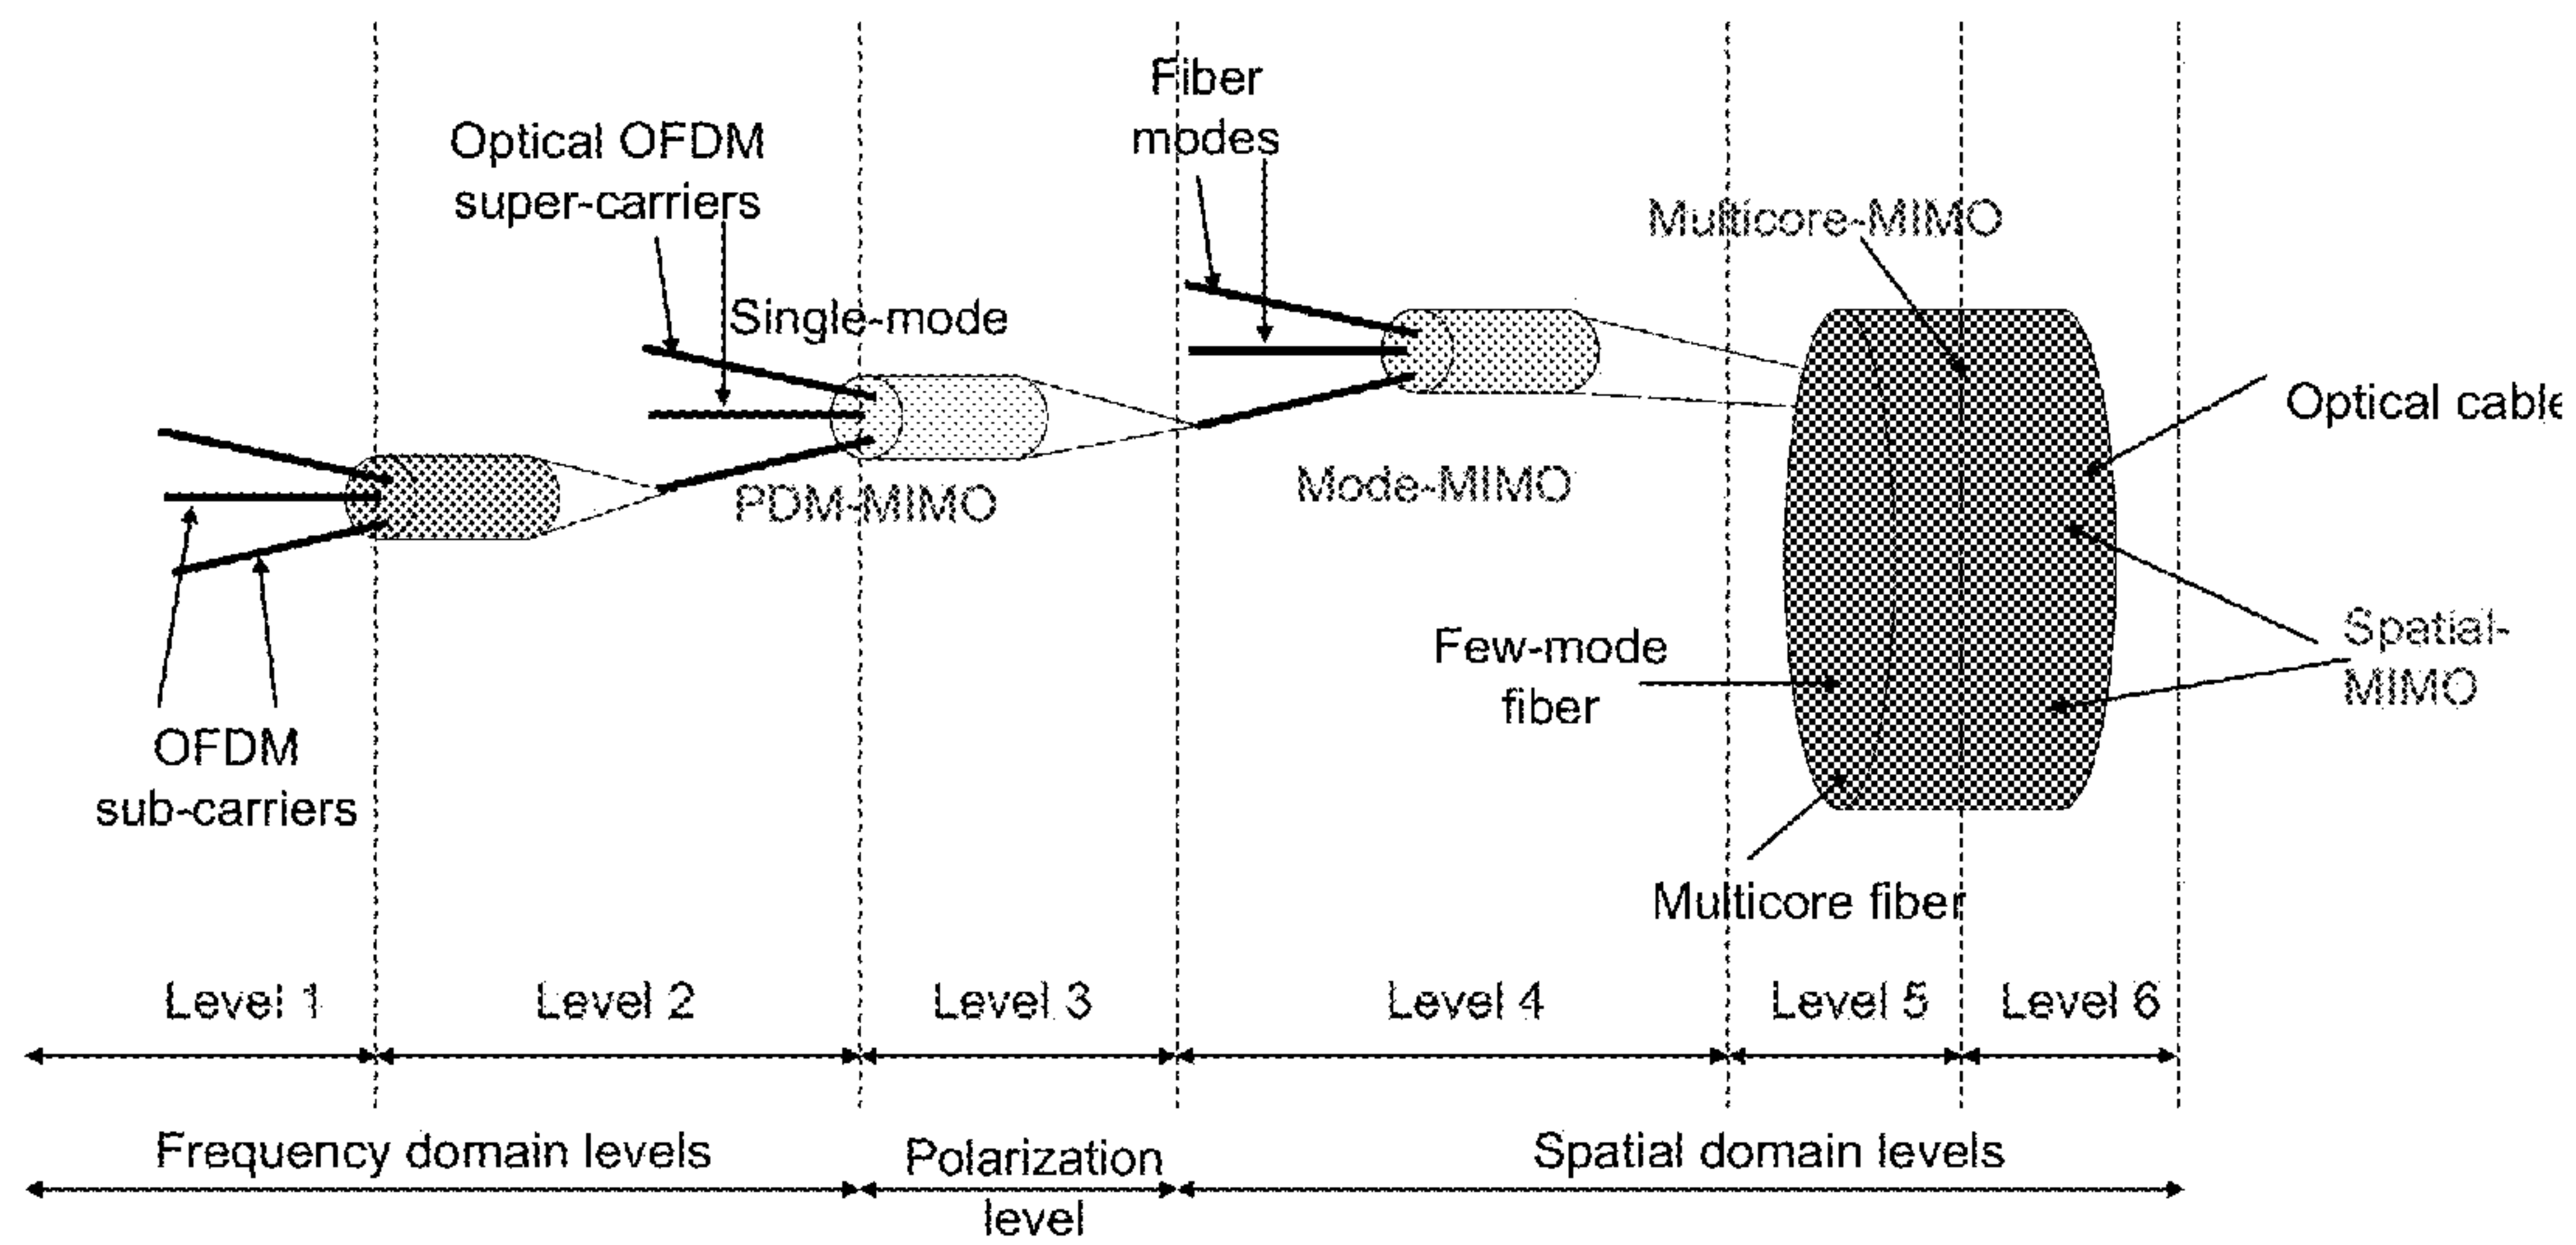 Fiber
modes
Optical OFDM
super-carriers
Multicore-MIMO
Single-mode
Optical cable
PDM-MIMO
Mode-MIMO
Few-mode
fiber
Spatial-
MIMO
OFDM
sub-carriers
Multicore fiber
Level 1
Level 2
Level 3
Level 4
Level 5
Level 6
Frequency domain levels
Polarization
level
Spatial domain levels